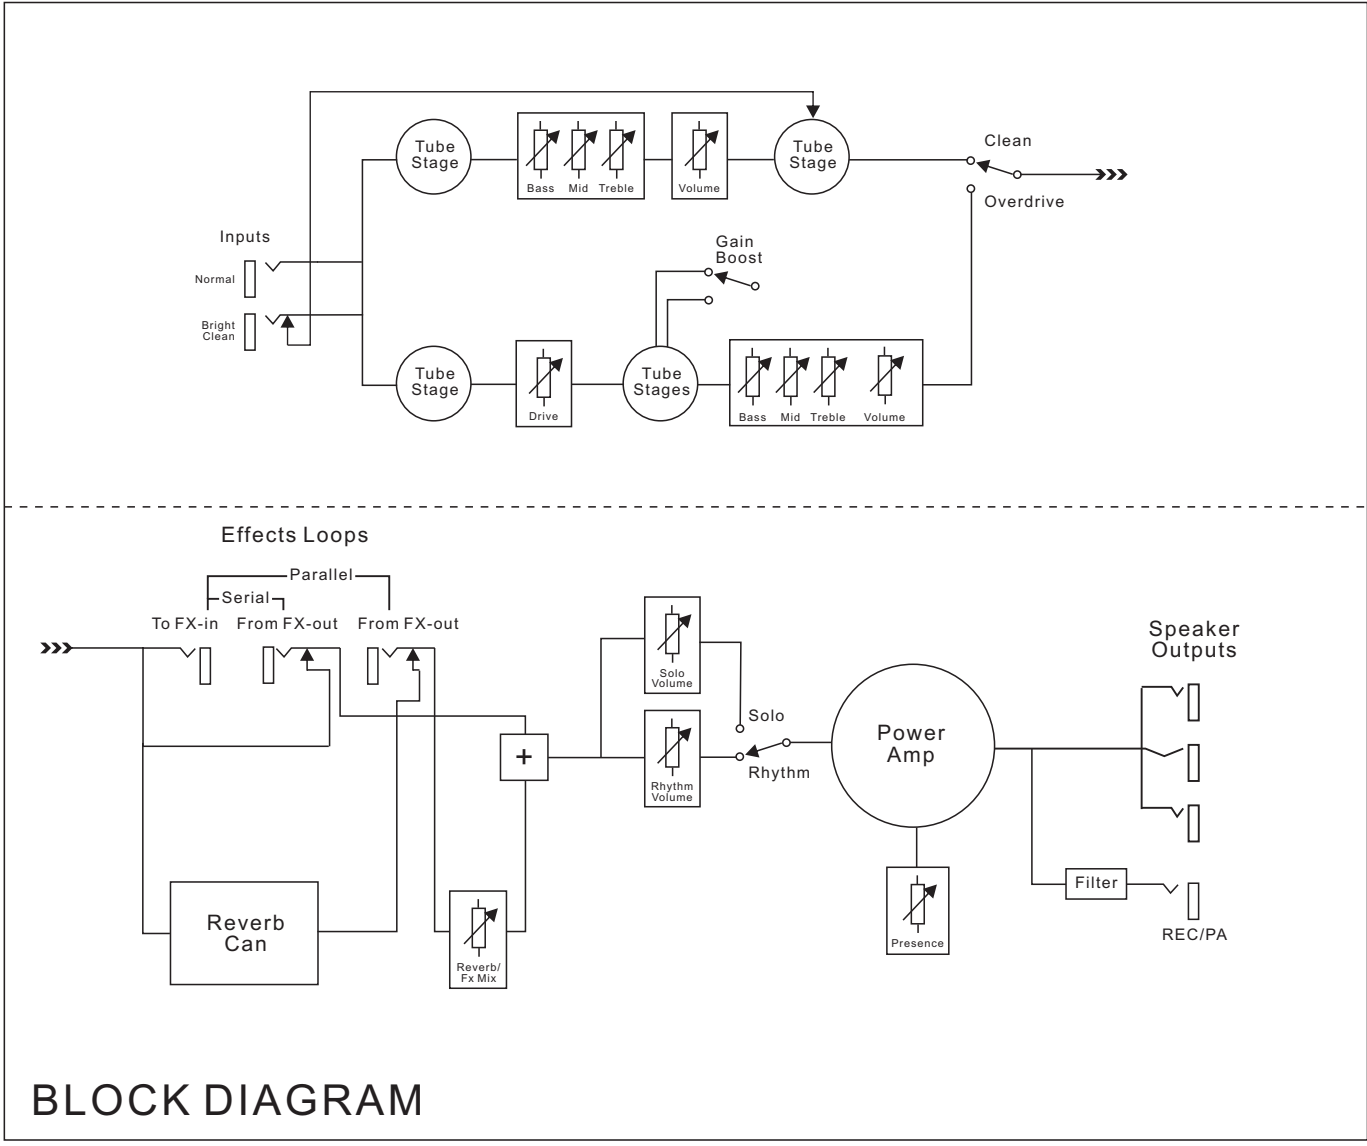 Tube
Stage
Bass Mid Treble
Volume
Tube
Stage
Clean
Overdrive
Inputs
Normal
Bright
Clean
Gain
Boost
Tube
Stage
Drive
Tube
Stages
Bass Mid Treble Volume
Effects Loops
Parallel
Serial
To FX-in From FX-out From FX-out
Solo
Volume
Solo
Rhythm
Volume
Rhythm
+
Power
Amp
Speaker
Outputs
Filter
REC/PA
Presence
Reverb
Can
Reverb/
Fx Mix
BLOCK DIAGRAM